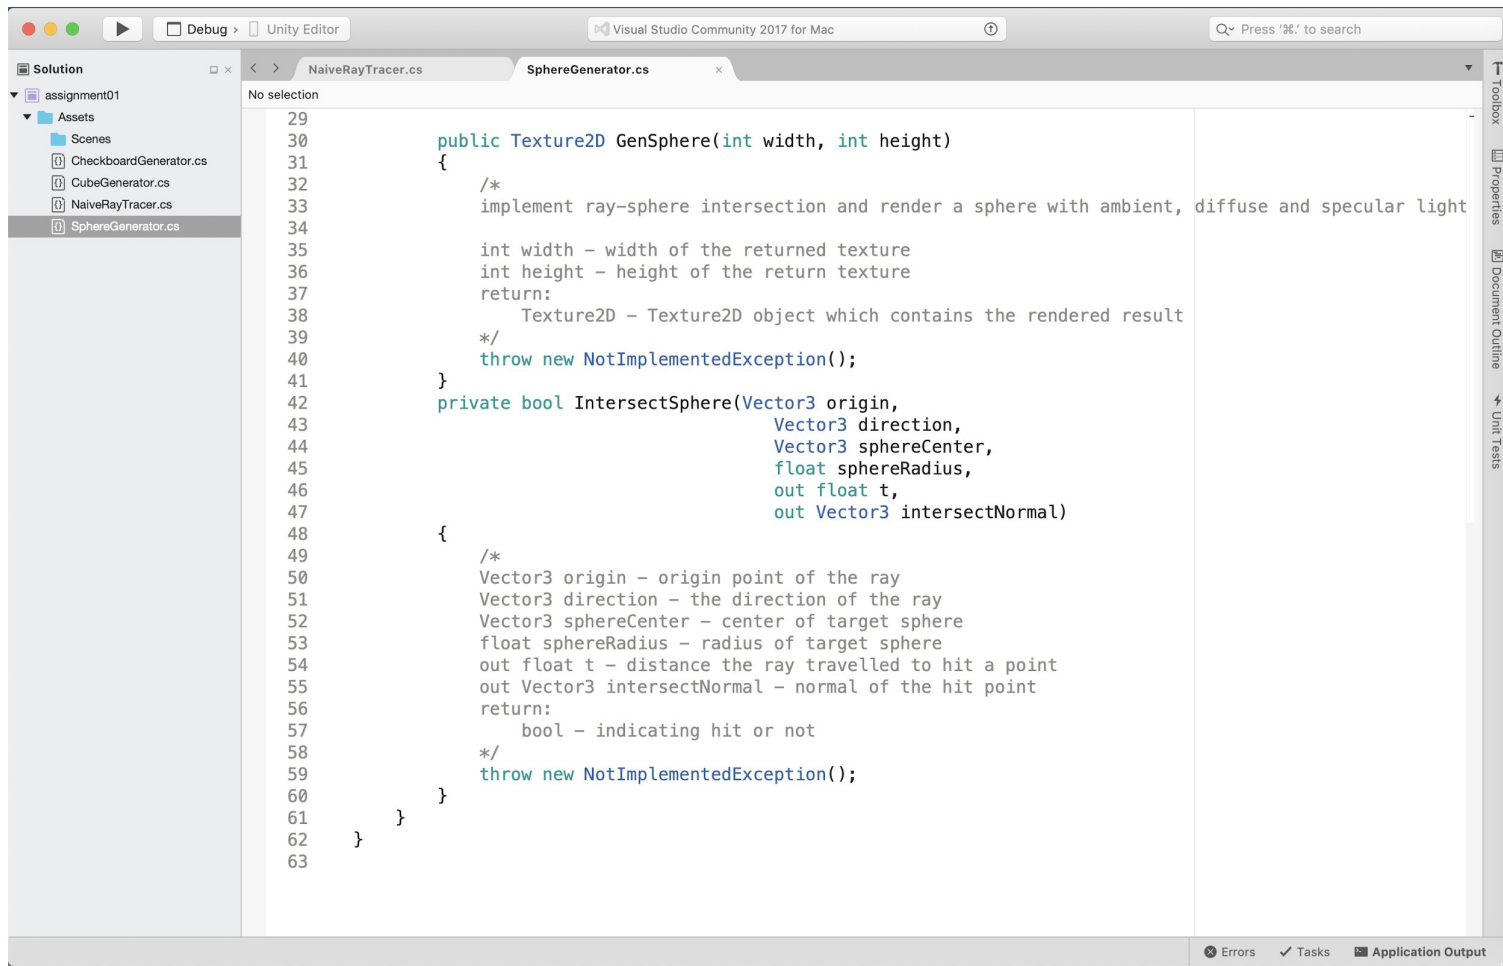 Debug > Unity Editor
Visual Studio Community 2017 for Mac
Press '⌘.' to search
Solution
assignment01
Assets
Scenes
CheckboardGenerator.cs
CubeGenerator.cs
NaiveRayTracer.cs
SphereGenerator.cs
NaiveRayTracer.cs
SphereGenerator.cs
No selection
29
30 public Texture2D GenSphere(int width, int height)
31 {
32 /*
33 implement ray-sphere intersection and render a sphere with ambient, diffuse and specular light
34
35 int width – width of the returned texture
36 int height – height of the return texture
37 return:
38 Texture2D – Texture2D object which contains the rendered result
39 */
40 throw new NotImplementedException();
41 }
42 private bool IntersectSphere(Vector3 origin,
43 Vector3 direction,
44 Vector3 sphereCenter,
45 float sphereRadius,
46 out float t,
47 out Vector3 intersectNormal)
48 {
49 /*
50 Vector3 origin – origin point of the ray
51 Vector3 direction – the direction of the ray
52 Vector3 sphereCenter – center of target sphere
53 float sphereRadius – radius of target sphere
54 out float t – distance the ray travelled to hit a point
55 out Vector3 intersectNormal – normal of the hit point
56 return:
57 bool – indicating hit or not
58 */
59 throw new NotImplementedException();
60 }
61 }
62 }
63
Toolbox
Properties
Document Outline
Unit Tests
Errors
Tasks
Application Output